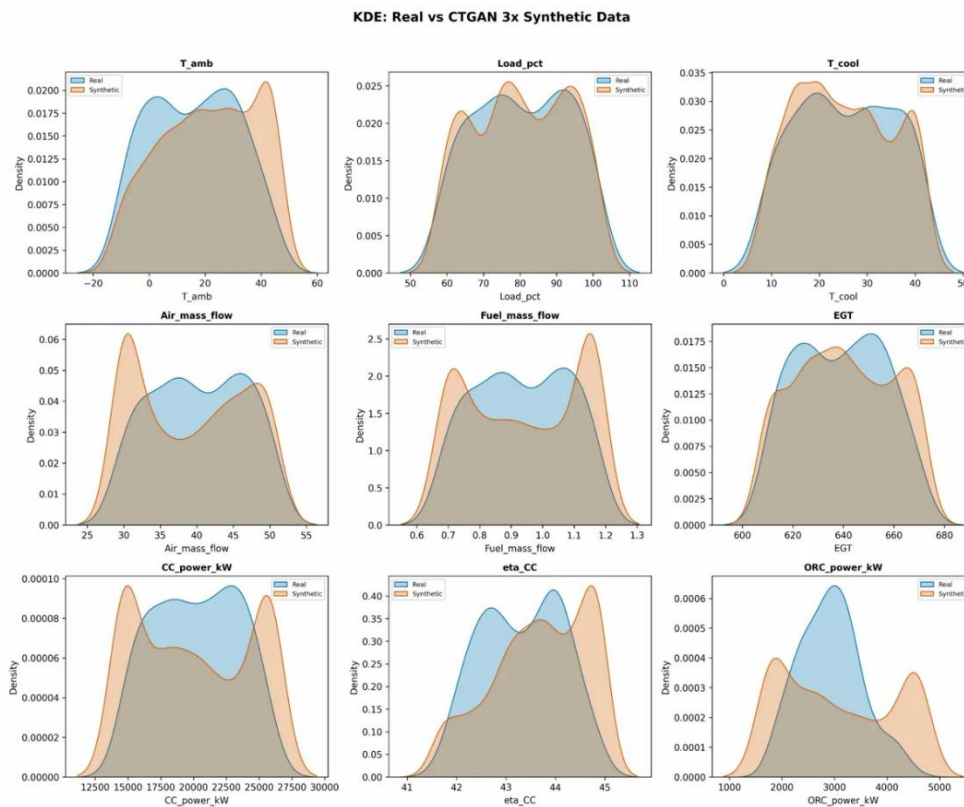 KDE: Real vs CTGAN 3x Synthetic Data
T_amb
Real
Synthetic
Density
0.0200
0.0175
0.0150
0.0125
0.0100
0.0075
0.0050
0.0025
0.0000
−20 0 20 40 60
T_amb
Load_pct
Real
Synthetic
Density
0.025
0.020
0.015
0.010
0.005
0.000
50 60 70 80 90 100 110
Load_pct
T_cool
Real
Synthetic
Density
0.035
0.030
0.025
0.020
0.015
0.010
0.005
0.000
0 10 20 30 40 50
T_cool
Air_mass_flow
Real
Synthetic
Density
0.06
0.05
0.04
0.03
0.02
0.01
0.00
25 30 35 40 45 50 55
Air_mass_flow
Fuel_mass_flow
Real
Synthetic
Density
2.5
2.0
1.5
1.0
0.5
0.0
0.6 0.7 0.8 0.9 1.0 1.1 1.2 1.3
Fuel_mass_flow
EGT
Real
Synthetic
Density
0.0175
0.0150
0.0125
0.0100
0.0075
0.0050
0.0025
0.0000
600 620 640 660 680
EGT
CC_power_kW
Real
Synthetic
Density
0.00010
0.00008
0.00006
0.00004
0.00002
0.00000
12500 15000 17500 20000 22500 25000 27500 30000
CC_power_kW
eta_CC
Real
Synthetic
Density
0.40
0.35
0.30
0.25
0.20
0.15
0.10
0.05
0.00
41 42 43 44 45
eta_CC
ORC_power_kW
Real
Synthetic
Density
0.0006
0.0005
0.0004
0.0003
0.0002
0.0001
0.0000
1000 2000 3000 4000 5000
ORC_power_kW